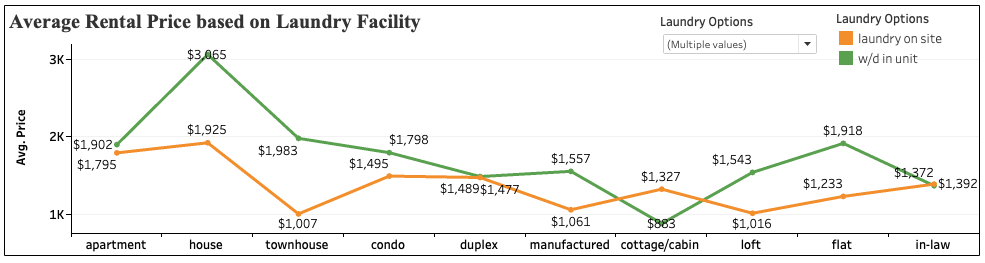 Average Rental Price based on Laundry Facility
Laundry Options
(Multiple values)
Laundry Options
laundry on site
w/d in unit
Avg. Price
3K
2K
1K
$1,902
$1,795
$3,065
$1,925
$1,983
$1,007
$1,798
$1,495
$1,489
$1,477
$1,557
$1,061
$1,327
$883
$1,543
$1,016
$1,918
$1,233
$1,372
$1,392
apartment
house
townhouse
condo
duplex
manufactured
cottage/cabin
loft
flat
in-law